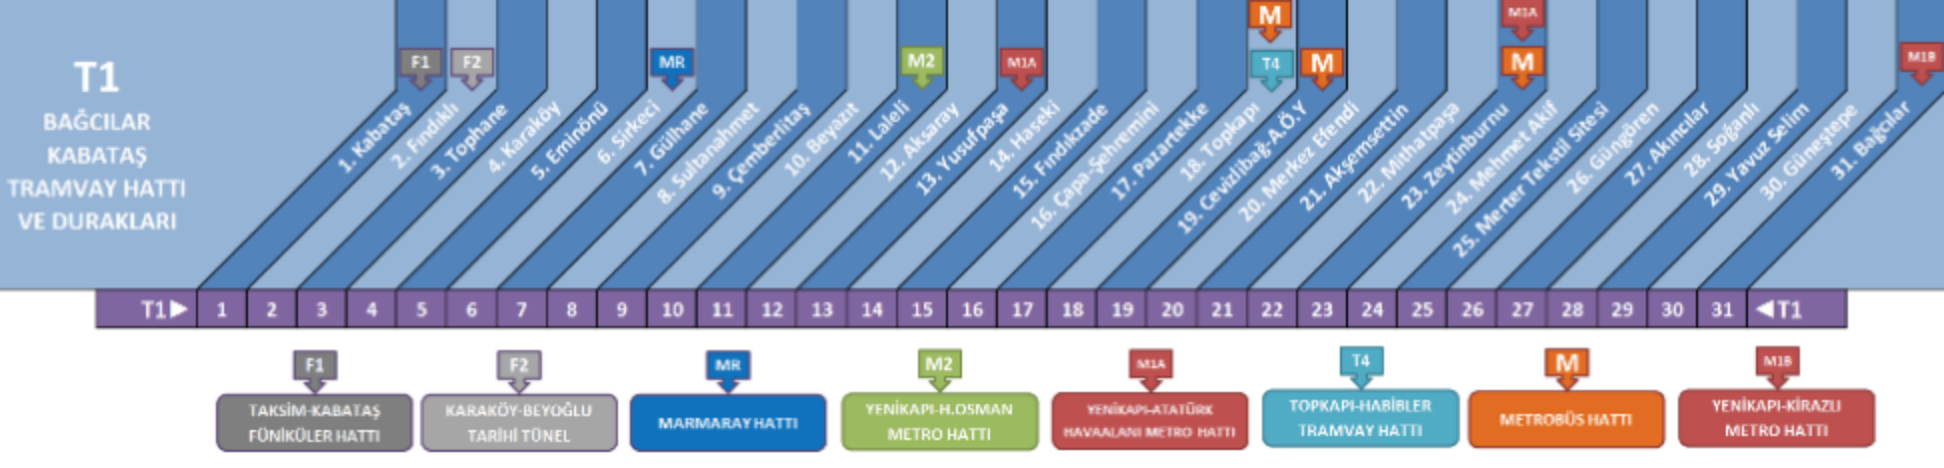 T1
BAĞCILAR
KABATAŞ
TRAMVAY HATTI
VE DURAKLARI
M
M1A
F1
F2
MR
M2
M1A
T4
M
M
M1B
1. Kabataş
2. Fındıklı
3. Tophane
4. Karaköy
5. Eminönü
6. Sirkeci
7. Gülhane
8. Sultanahmet
9. Çemberlitaş
10. Beyazıt
11. Laleli
12. Aksaray
13. Yusufpaşa
14. Haseki
15. Fındıkzade
16. Çapa-Şehremini
17. Pazartekke
18. Topkapı
19. Cevizlibağ-A.Ö.Y
20. Merkez Efendi
21. Akşemsettin
22. Mithatpaşa
23. Zeytinburnu
24. Mehmet Akif
25. Merter Tekstil Sitesi
26. Güngören
27. Akıncılar
28. Soğanlı
29. Yavuz Selim
30. Güneştepe
31. Bağcılar
T1▶ 1 2 3 4 5 6 7 8 9 10 11 12 13 14 15 16 17 18 19 20 21 22 23 24 25 26 27 28 29 30 31 ◀T1
F1
TAKSİM-KABATAŞ
FÜNİKÜLER HATTI
F2
KARAKÖY-BEYOĞLU
TARİHİ TÜNEL
MR
MARMARAY HATTI
M2
YENİKAPI-H.OSMAN
METRO HATTI
M1A
YENİKAPI-ATATÜRK
HAVAALANI METRO HATTI
T4
TOPKAPI-HABİBLER
TRAMVAY HATTI
M
METROBÜS HATTI
M1B
YENİKAPI-KİRAZLI
METRO HATTI